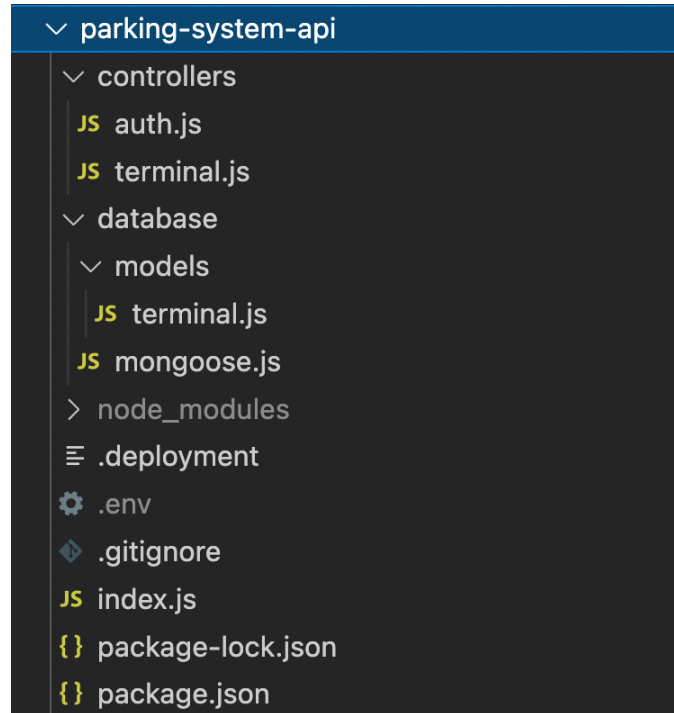 parking-system-api
controllers
JS auth.js
JS terminal.js
database
models
JS terminal.js
JS mongoose.js
node_modules
.deployment
.env
.gitignore
JS index.js
{} package-lock.json
{} package.json